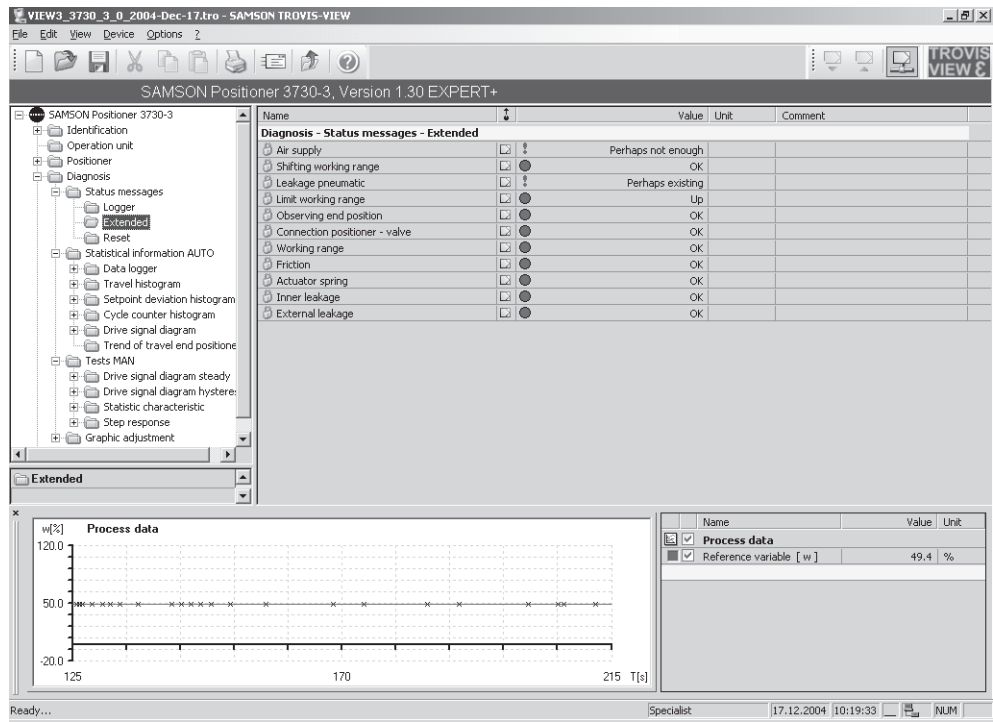 VIEW3_3730_3_0_2004-Dec-17.tro - SAMSON TROVIS-VIEW
File Edit View Device Options ?
TROVIS
VIEW 3
SAMSON Positioner 3730-3, Version 1.30 EXPERT+
SAMSON Positioner 3730-3
Identification
Operation unit
Positioner
Diagnosis
Status messages
Logger
Extended
Reset
Statistical information AUTO
Data logger
Travel histogram
Setpoint deviation histogram
Cycle counter histogram
Drive signal diagram
Trend of travel end positione
Tests MAN
Drive signal diagram steady
Drive signal diagram hystere
Statistic characteristic
Step response
Graphic adjustment
Extended
Name Value Unit Comment
Diagnosis - Status messages - Extended
Air supply Perhaps not enough
Shifting working range OK
Leakage pneumatic Perhaps existing
Limit working range Up
Observing end position OK
Connection positioner - valve OK
Working range OK
Friction OK
Actuator spring OK
Inner leakage OK
External leakage OK
w[%] Process data
120.0
50.0
-20.0
125 170 215 T[s]
Name Value Unit
Process data
Reference variable [ w ] 49.4 %
Ready... Specialist 17.12.2004 10:19:33 NUM